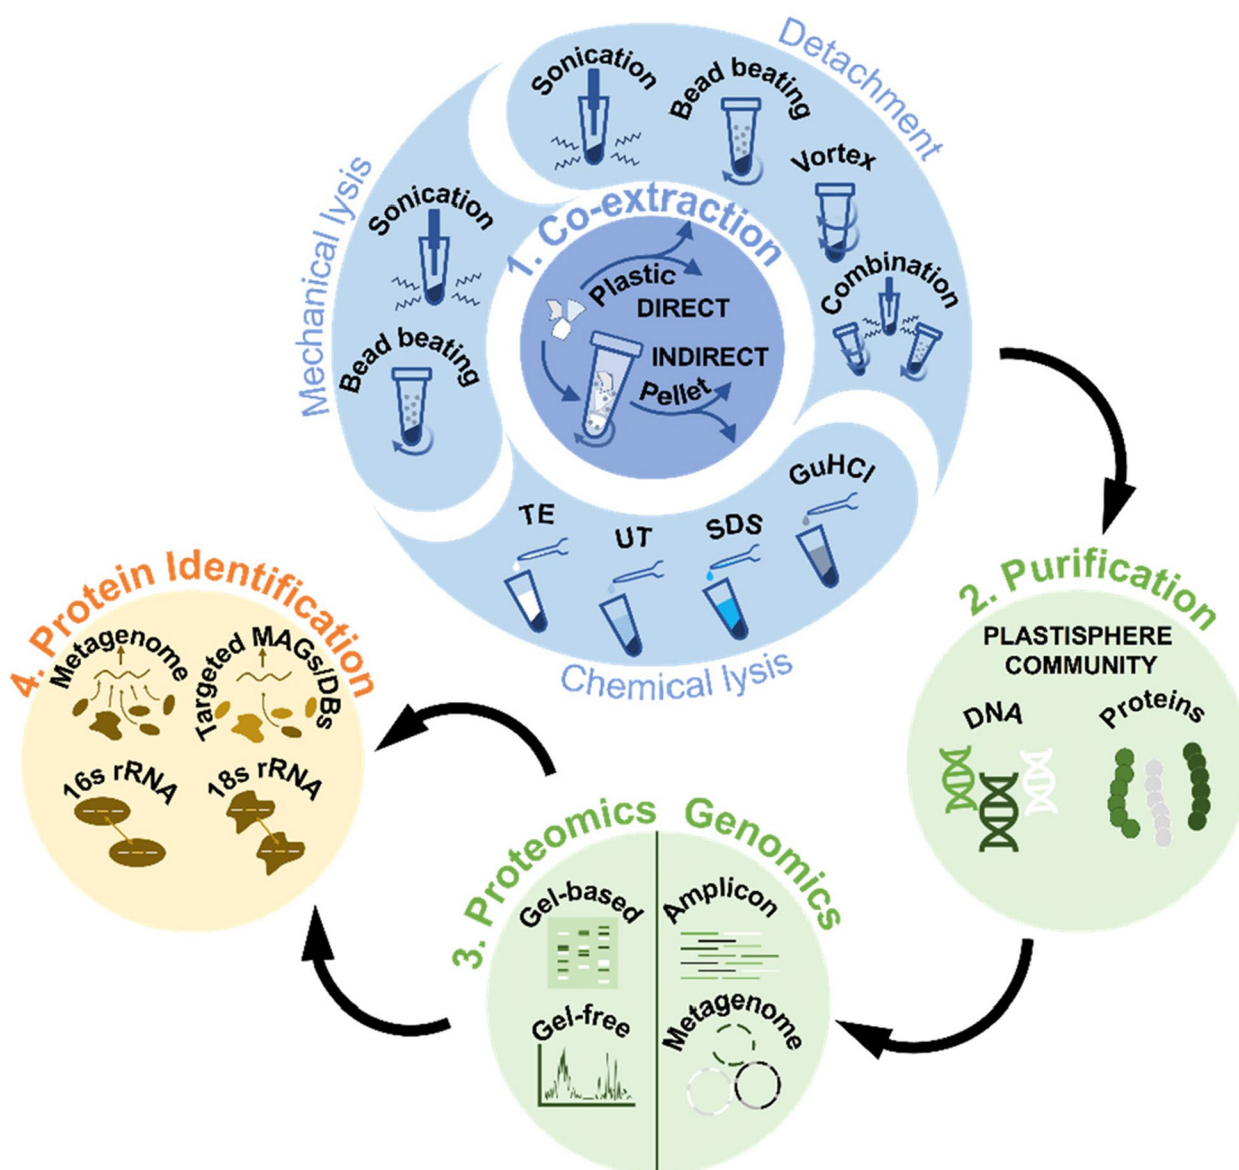 Detachment
Sonication
Bead beating
Vortex
Combination
Mechanical lysis
Sonication
Bead beating
1. Co-extraction
Plastic
DIRECT
INDIRECT
Pellet
TE
UT
SDS
GuHCl
Chemical lysis
2. Purification
PLASTISPHERE
COMMUNITY
DNA
Proteins
3. Proteomics
Genomics
Gel-based
Amplicon
Gel-free
Metagenome
4. Protein Identification
Metagenome
Targeted MAGs/DBs
16s rRNA
18s rRNA